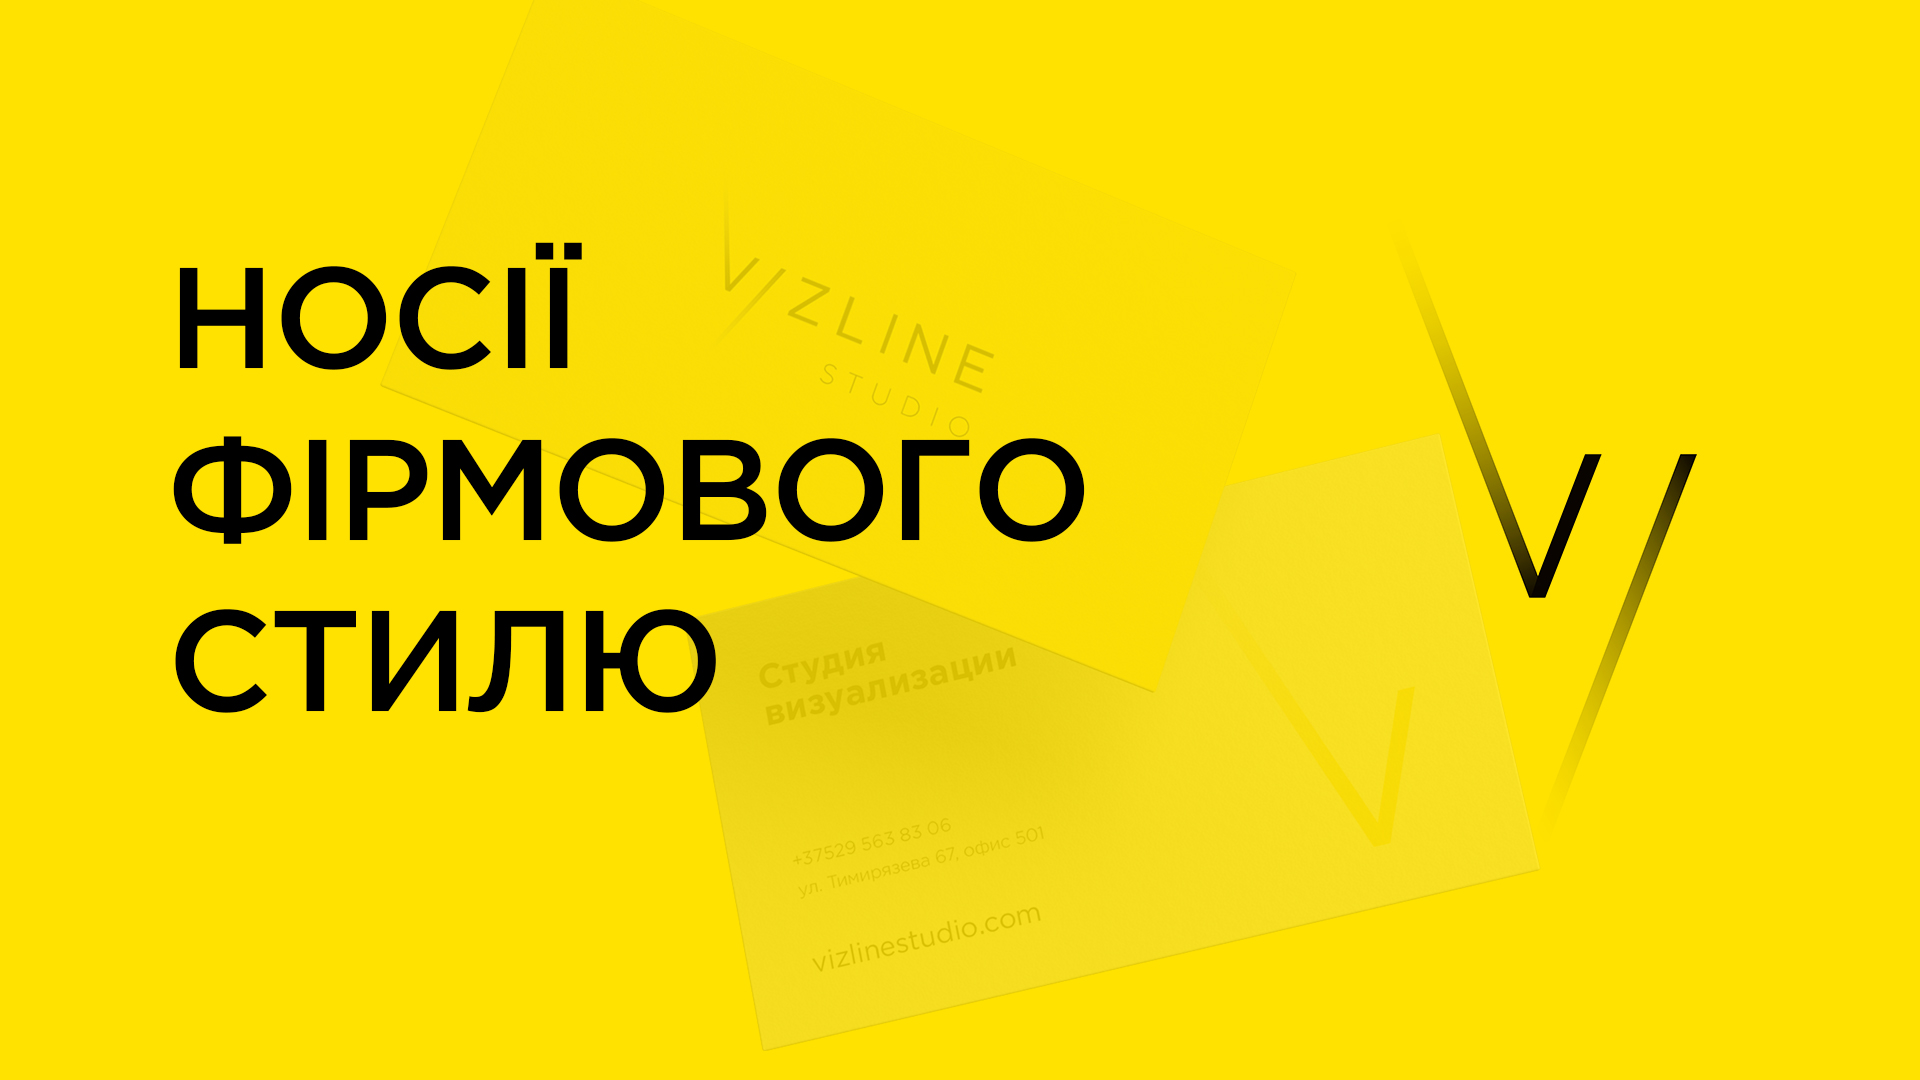 НОСІЇ
ФІРМОВОГО
СТИЛЮ
VIZLINE
STUDIO
Студия
визуализации
+37529 563 83 06
ул. Тимирязева 67, офис 501
vizlinestudio.com